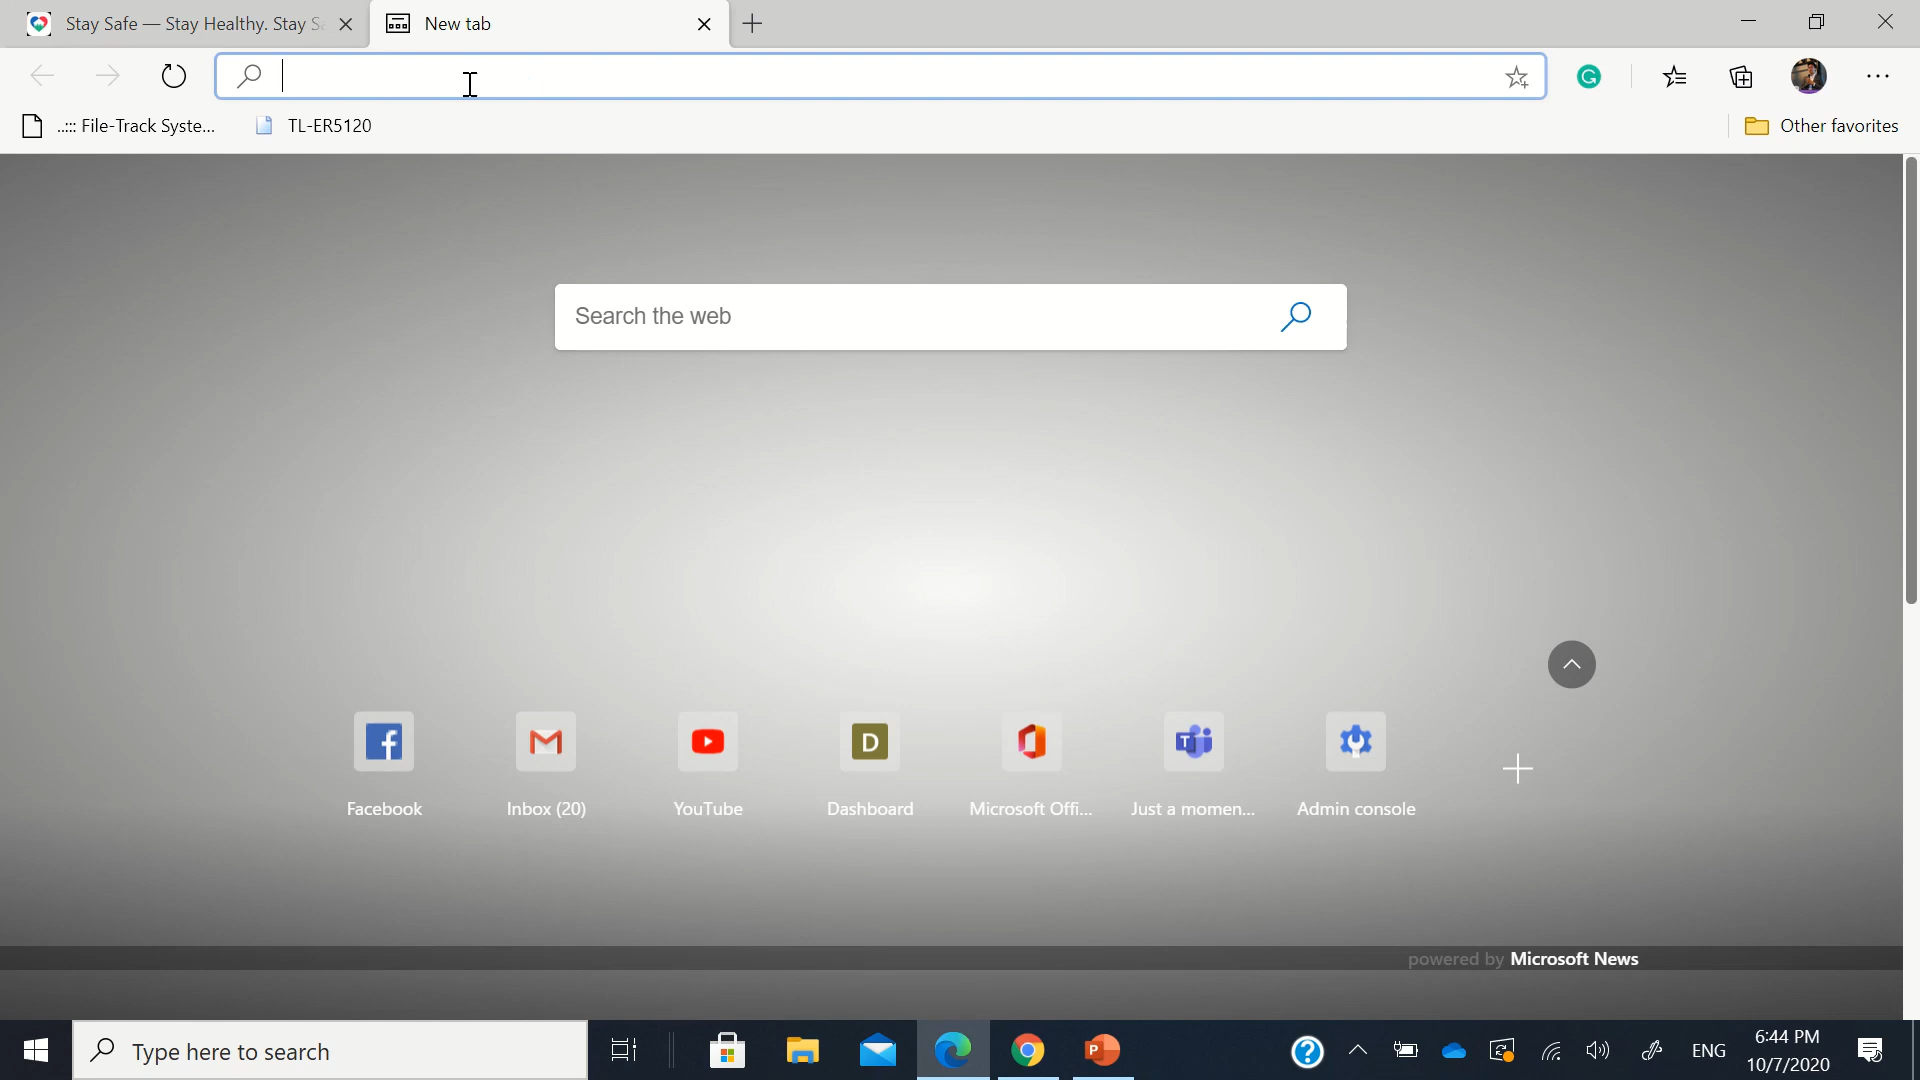 Stay Safe — Stay Healthy. Stay Sa
New tab
..::: File-Track Syste...
TL-ER5120
Other favorites
Search the web
D
Facebook
Inbox (20)
YouTube
Dashboard
Microsoft Offi...
Just a momen...
Admin console
powered by Microsoft News
Type here to search
ENG
6:44 PM
10/7/2020